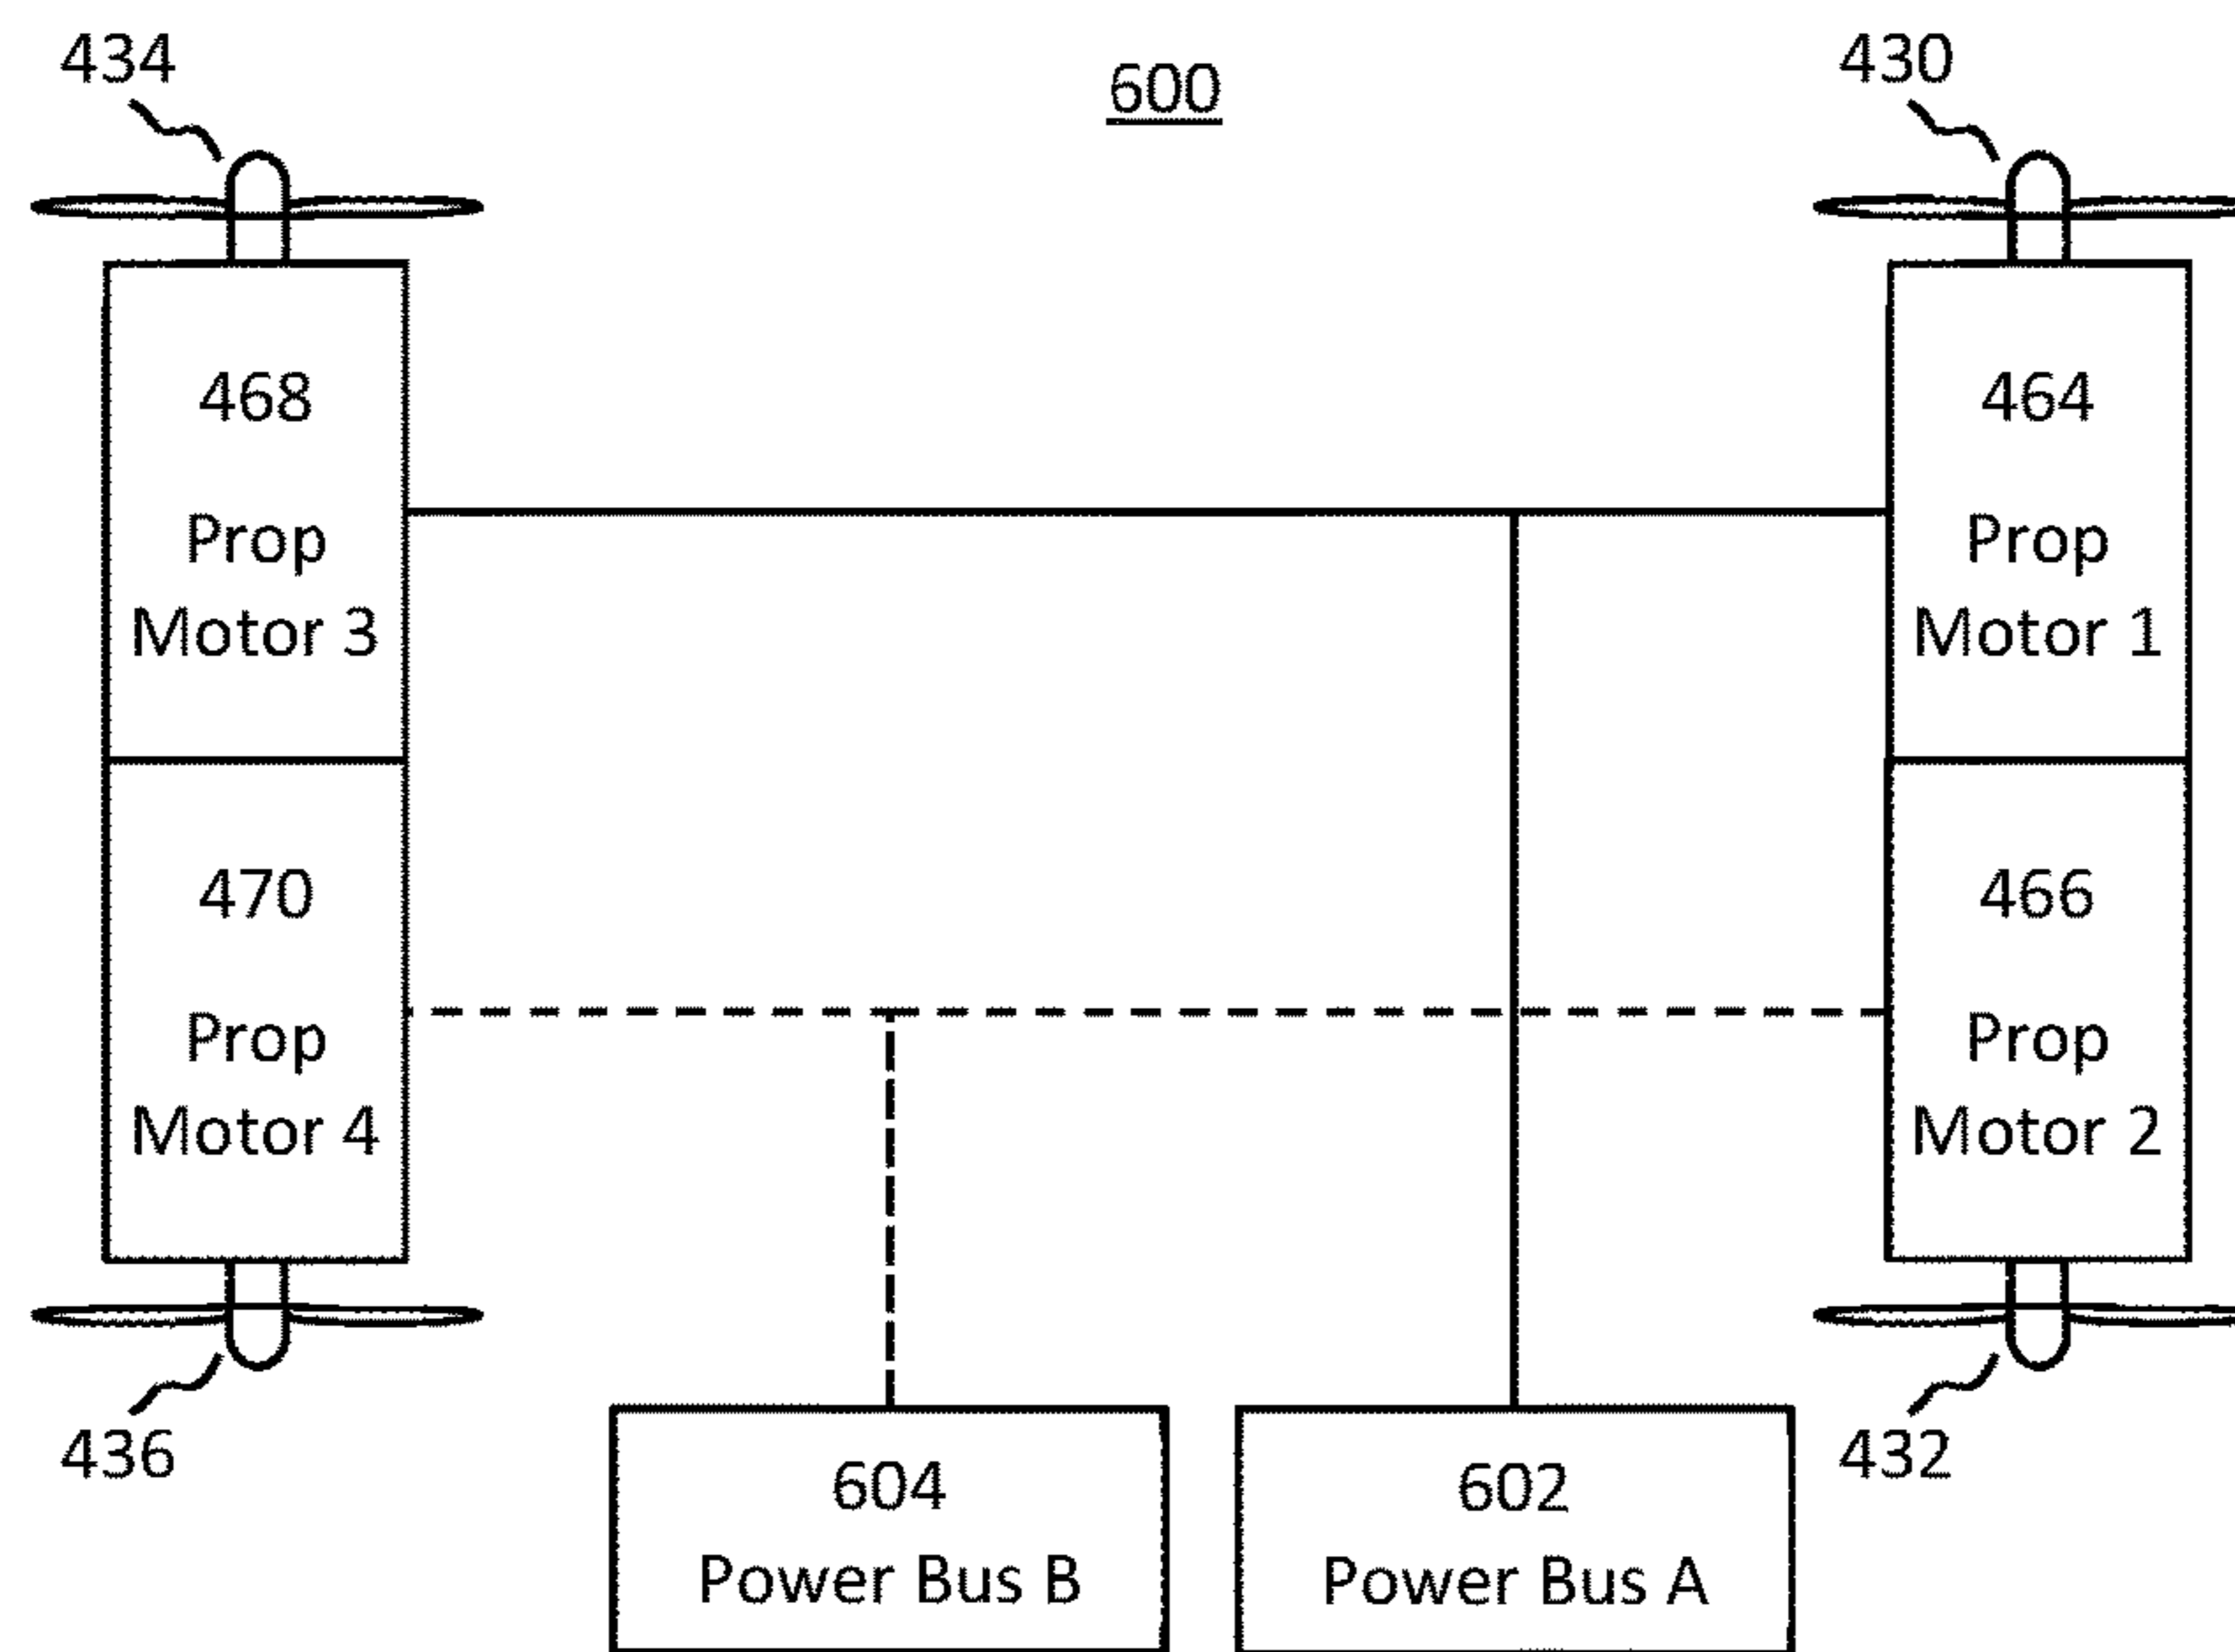 434
600
430
468
Prop
Motor 3
464
Prop
Motor 1
470
Prop
Motor 4
466
Prop
Motor 2
436
432
604
Power Bus B
602
Power Bus A